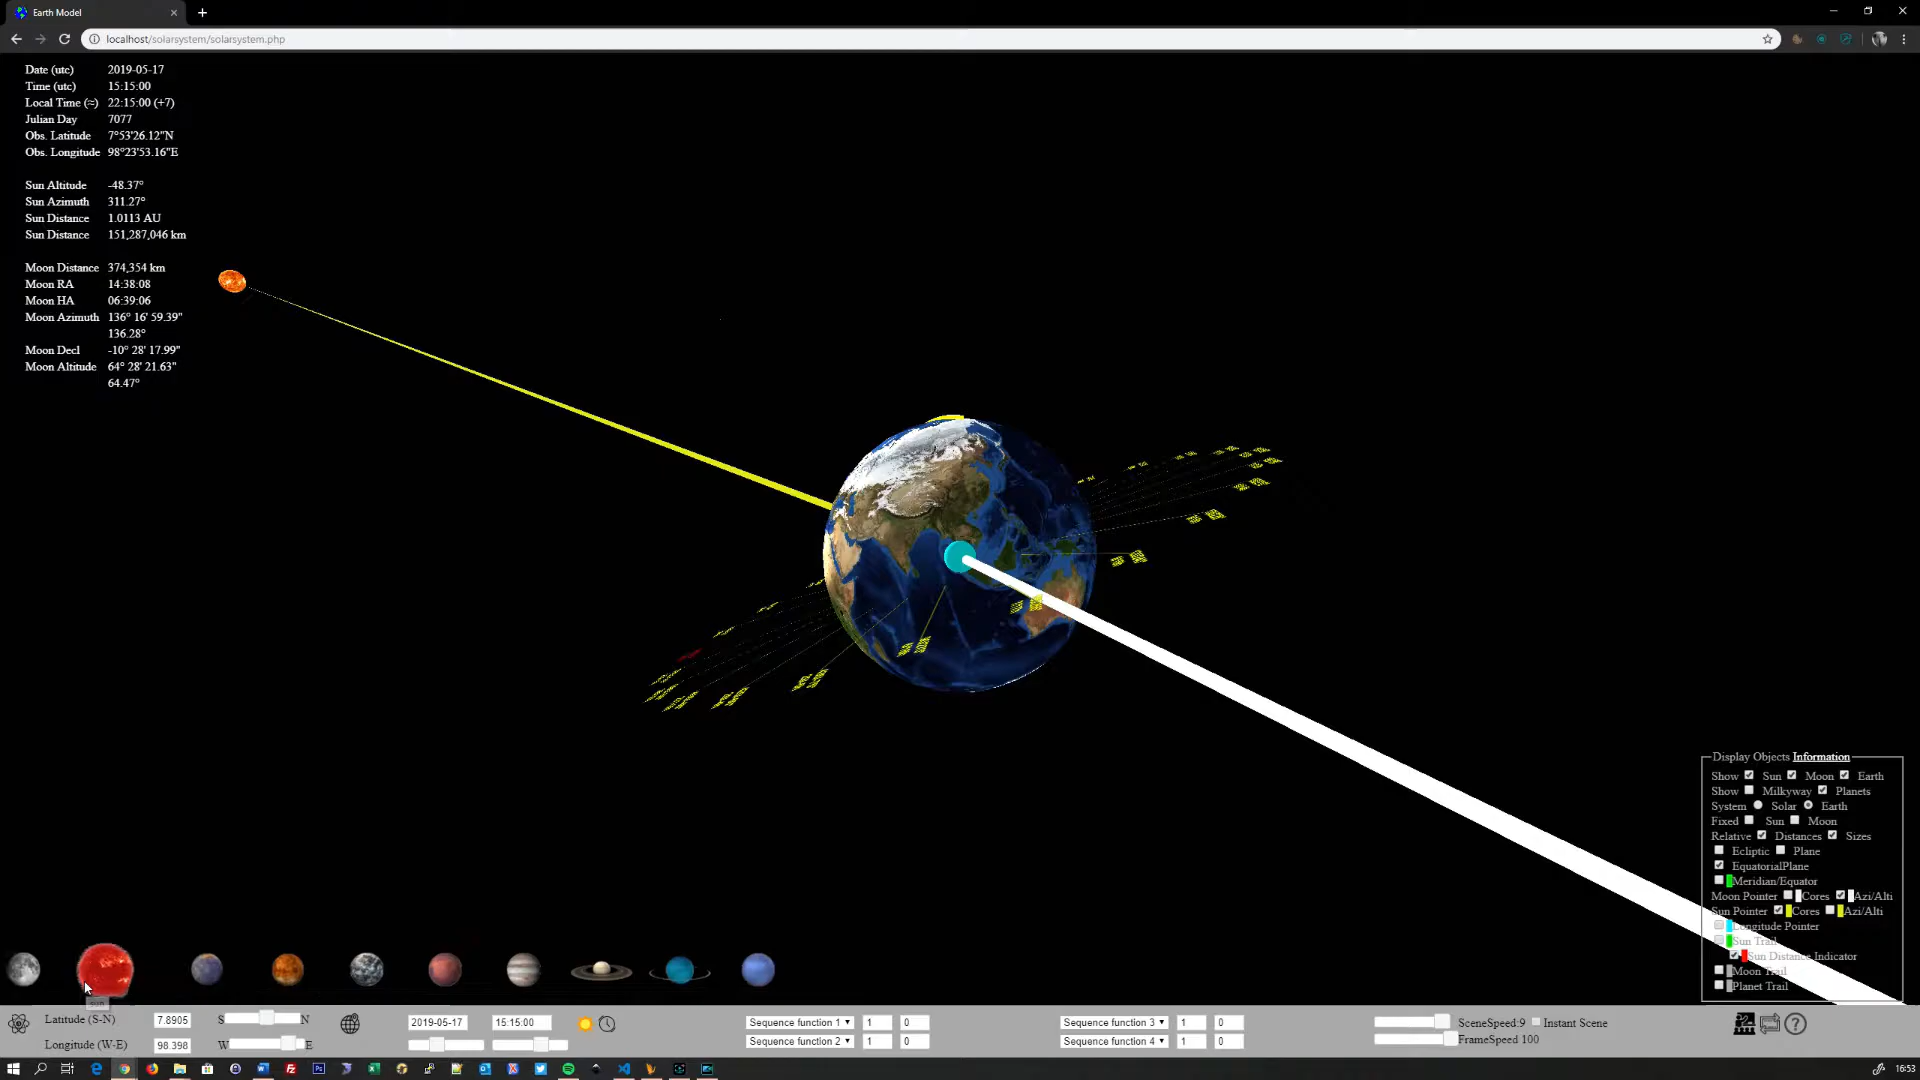 Earth Model
localhost/solarsystem/solarsystem.php
Date (utc) 2019-05-17
Time (utc) 15:15:00
Local Time (≈) 22:15:00 (+7)
Julian Day 7077
Obs. Latitude 7°53'26.12"N
Obs. Longitude 98°23'53.16"E
Sun Altitude -48.37°
Sun Azimuth 311.27°
Sun Distance 1.0113 AU
Sun Distance 151,287,046 km
Moon Distance 374,354 km
Moon RA 14:38:08
Moon HA 06:39:06
Moon Azimuth 136° 16' 59.39"
136.28°
Moon Decl -10° 28' 17.99"
Moon Altitude 64° 28' 21.63"
64.47°
Display Objects Information
Show Sun Moon Earth
Show Milkyway Planets
System Solar Earth
Fixed Sun Moon
Relative Distances Sizes
Ecliptic Plane
EquatorialPlane
Meridian/Equator
Moon Pointer Cores Azi/Alti
Sun Pointer Cores Azi/Alti
Longitude Pointer
Sun Trail
Sun Distance Indicator
Moon Trail
Planet Trail
sun
Latitude (S-N) 7.8905 S N 2019-05-17 15:15:00 Sequence function 1 1 0 Sequence function 3 1 0 SceneSpeed:9 Instant Scene
Longitude (W-E) 98.398 W E Sequence function 2 1 0 Sequence function 4 1 0 FrameSpeed 100
16:53